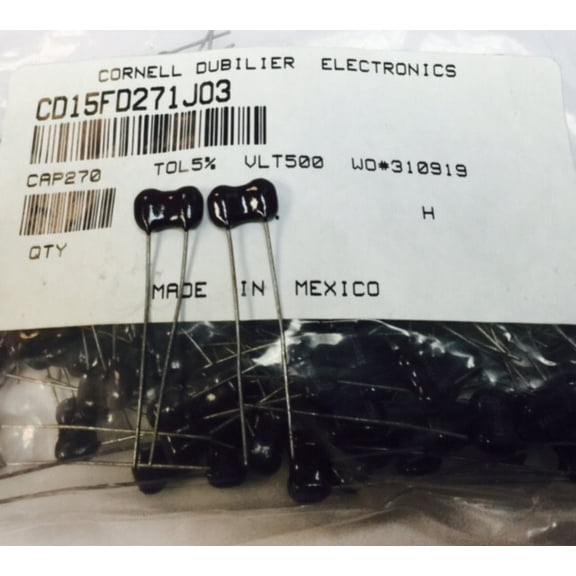 CORNELL DUBILIER ELECTRONICS
CD15FD271J03
CAP270 TOL5% VLT500 WO#310919
H
QTY
MADE IN MEXICO